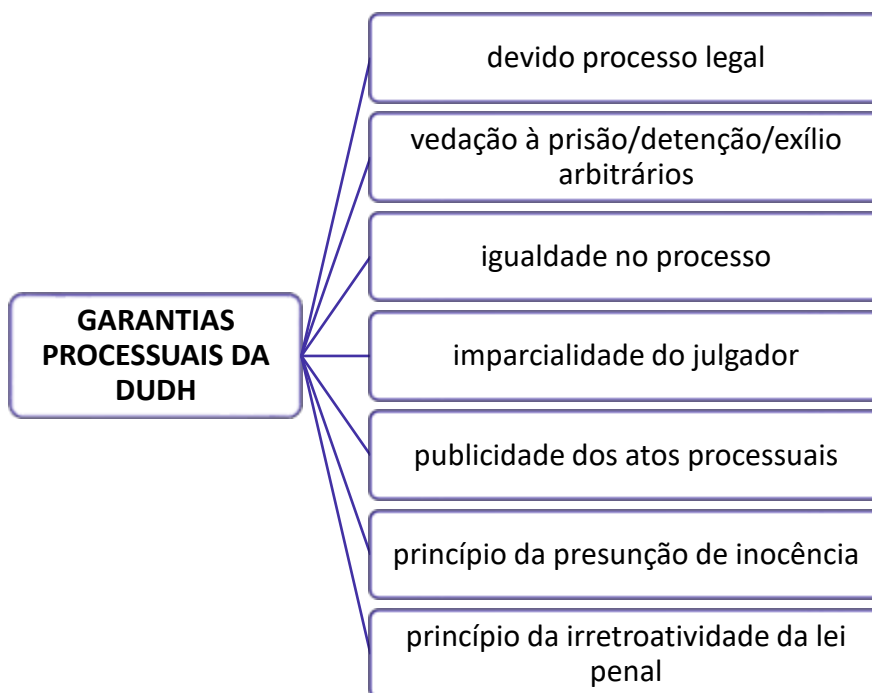 GARANTIAS
PROCESSUAIS DA
DUDH
devido processo legal
vedação à prisão/detenção/exílio
arbitrários
igualdade no processo
imparcialidade do julgador
publicidade dos atos processuais
princípio da presunção de inocência
princípio da irretroatividade da lei
penal